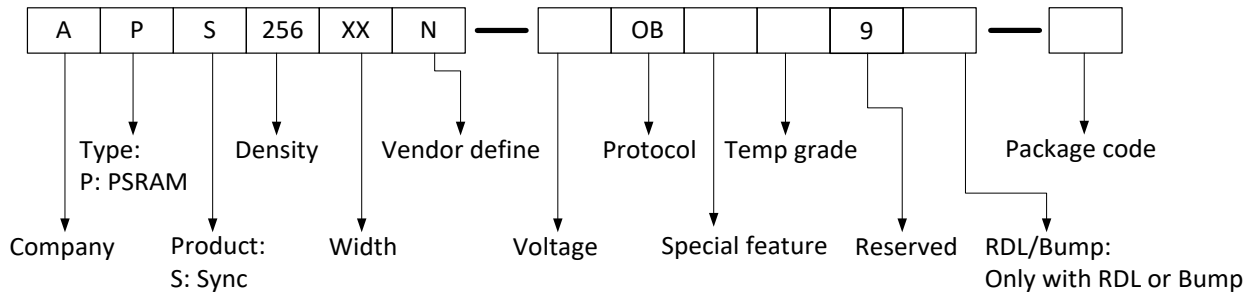 A P S 256 XX N — OB 9 —
Type: Density Vendor define Protocol Temp grade Package code
P: PSRAM
Company Product: Width Voltage Special feature Reserved RDL/Bump:
S: Sync Only with RDL or Bump